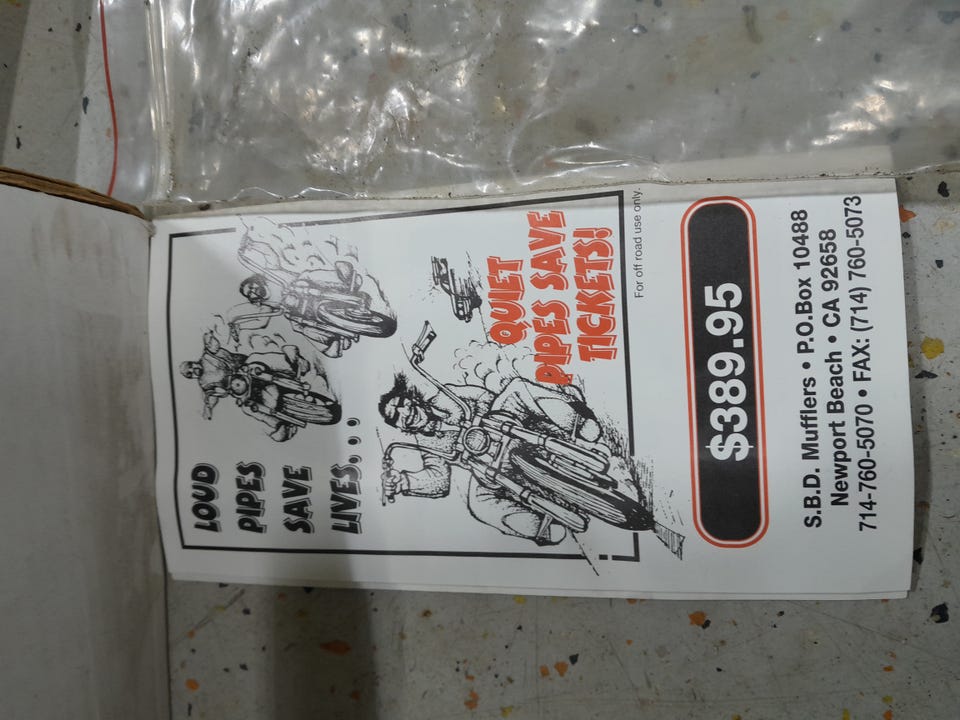 LOUD
PIPES
SAVE
LIVES...
QUIET
PIPES SAVE
TICKETS!
For off road use only.
$389.95
S.B.D. Mufflers • P.O.Box 10488
Newport Beach • CA 92658
714-760-5070 • FAX: (714) 760-5073